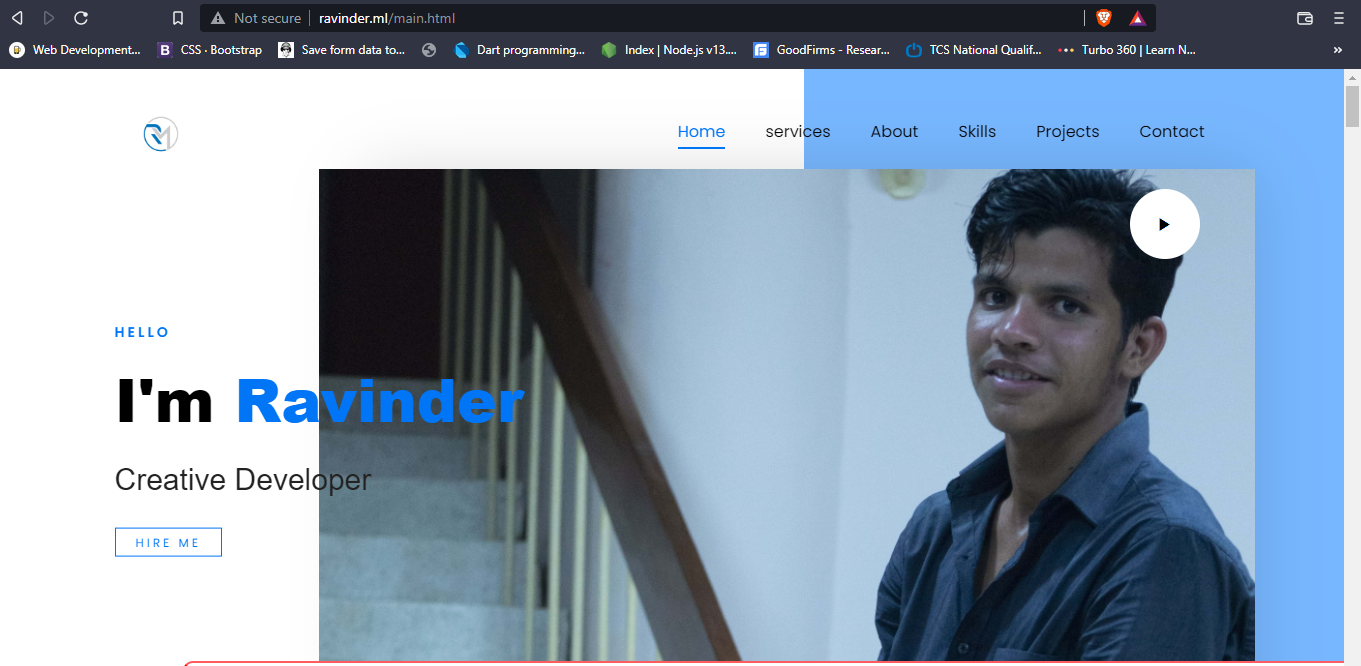 Not secure ravinder.ml/main.html
Web Development... CSS · Bootstrap Save form data to... Dart programming... Index | Node.js v13.... GoodFirms - Resear... TCS National Qualif... Turbo 360 | Learn N... »
RM Home services About Skills Projects Contact
HELLO
I'm Ravinder
Creative Developer
HIRE ME